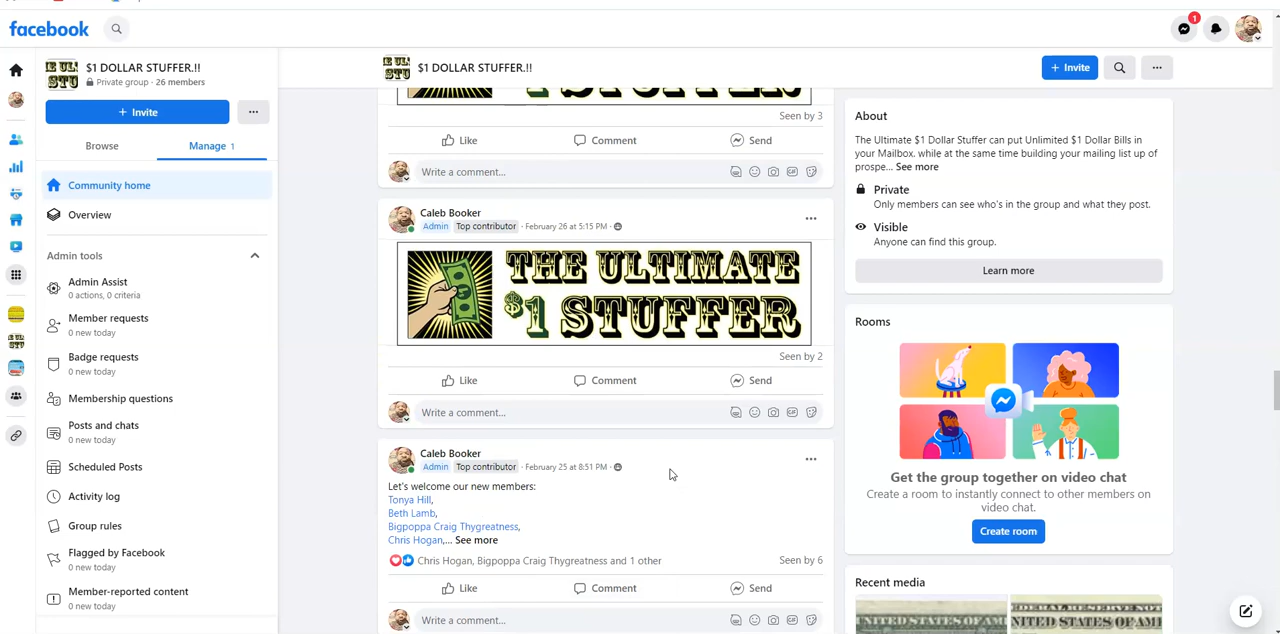 facebook
1
$1 DOLLAR STUFFER.!!
Private group · 26 members
+ Invite
Browse
Manage 1
Community home
Overview
Admin tools
Admin Assist
0 actions, 0 criteria
Member requests
0 new today
Badge requests
0 new today
Membership questions
Posts and chats
0 new today
Scheduled Posts
Activity log
Group rules
Flagged by Facebook
0 new today
Member-reported content
0 new today
$1 DOLLAR STUFFER.!!
+ Invite
Seen by 3
Like
Comment
Send
Write a comment...
Caleb Booker
Admin Top contributor · February 26 at 5:15 PM ·
THE ULTIMATE
$1 STUFFER
Seen by 2
Like
Comment
Send
Write a comment...
Caleb Booker
Admin Top contributor · February 25 at 8:51 PM ·
Let's welcome our new members:
Tonya Hill,
Beth Lamb,
Bigpoppa Craig Thygreatness,
Chris Hogan,... See more
Chris Hogan, Bigpoppa Craig Thygreatness and 1 other
Seen by 6
Like
Comment
Send
Write a comment...
About
The Ultimate $1 Dollar Stuffer can put Unlimited $1 Dollar Bills in
your Mailbox, while at the same time building your mailing list up of
prospe... See more
Private
Only members can see who's in the group and what they post.
Visible
Anyone can find this group.
Learn more
Rooms
Get the group together on video chat
Create a room to instantly connect to other members on
video chat.
Create room
Recent media